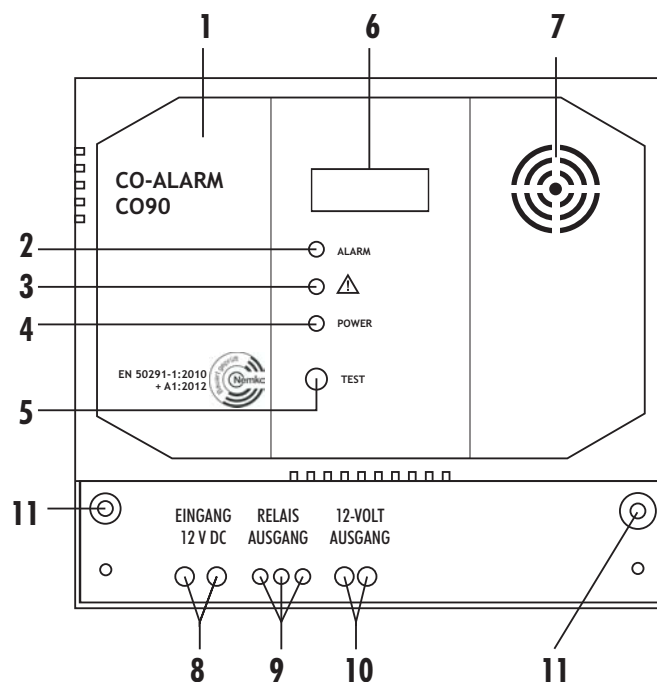 1
6
7
CO-ALARM
CO90
2
ALARM
3
4
POWER
EN 50291-1:2010
+ A1:2012
Nemko
5
TEST
11
EINGANG
12 V DC
RELAIS
AUSGANG
12-VOLT
AUSGANG
8
9
10
11